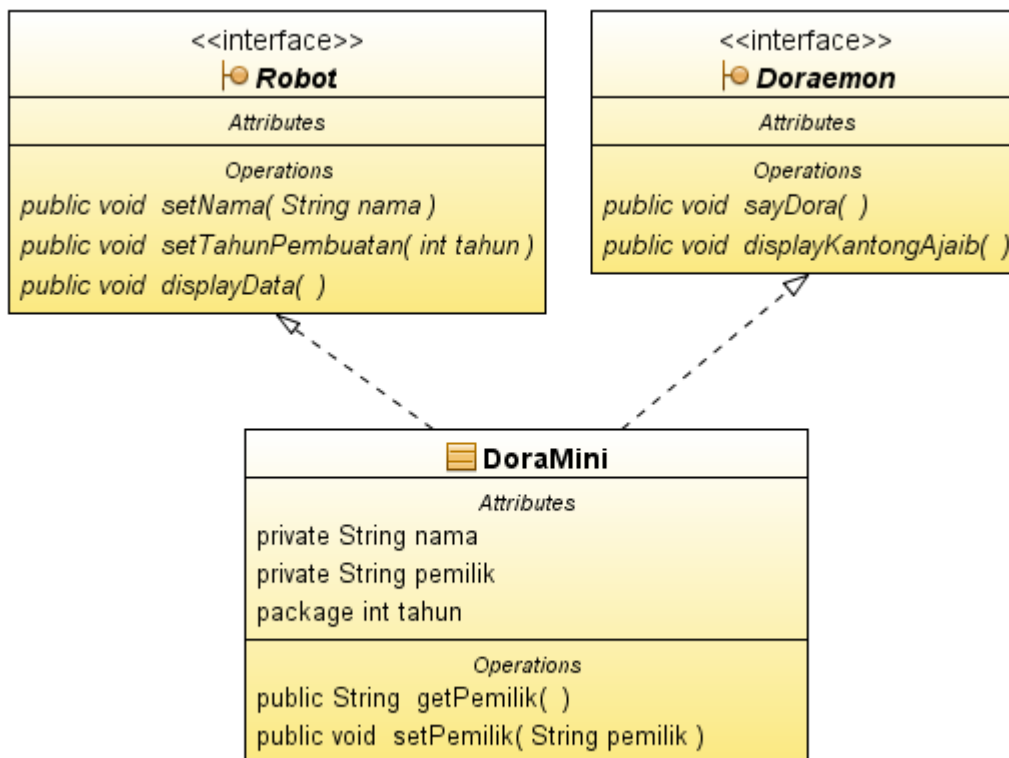 <<interface>>
Robot
Attributes
Operations
public void setNama( String nama )
public void setTahunPembuatan( int tahun )
public void displayData( )
<<interface>>
Doraemon
Attributes
Operations
public void sayDora( )
public void displayKantongAjaib( )
DoraMini
Attributes
private String nama
private String pemilik
package int tahun
Operations
public String getPemilik( )
public void setPemilik( String pemilik )